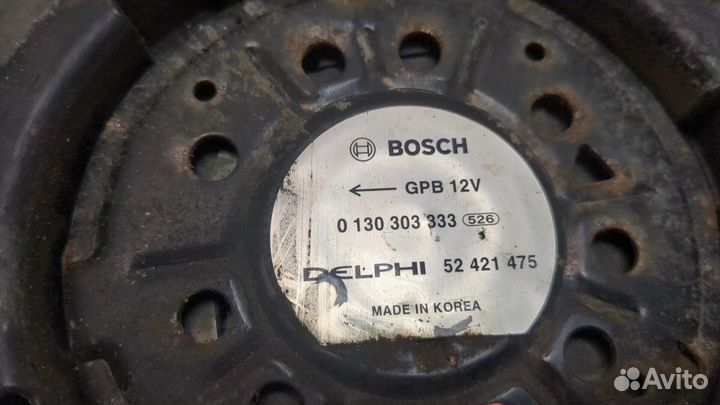 BOSCH
← GPB 12V
0 130 303 333 526
DELPHI 52 421 475
MADE IN KOREA
Avito